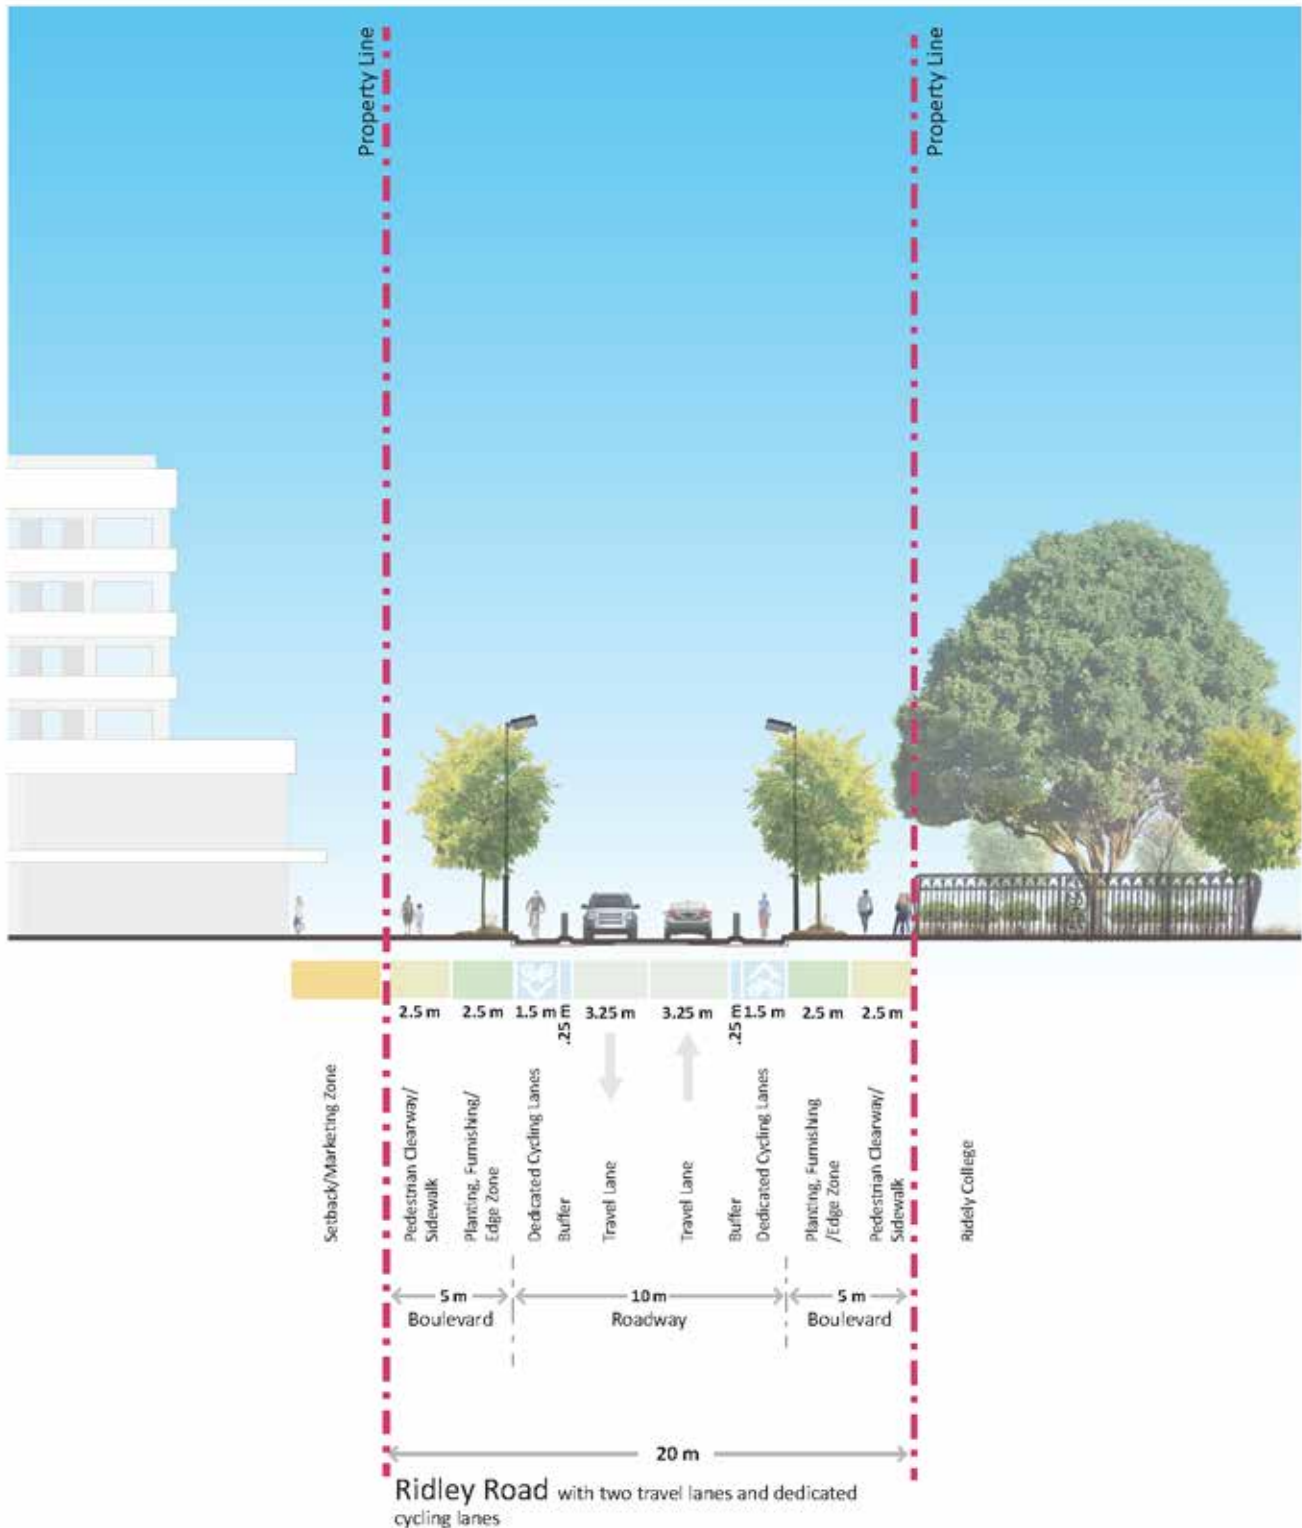 Property Line
Property Line
2.5 m
2.5 m
1.5 m
.25 m
3.25 m
3.25 m
.25 m
1.5 m
2.5 m
2.5 m
Setback/Marketing Zone
Pedestrian Clearway/
Sidewalk
Planting, Furnishing/
Edge Zone
Dedicated Cycling Lanes
Buffer
Travel Lane
Travel Lane
Buffer
Dedicated Cycling Lanes
Planting, Furnishing
/Edge Zone
Pedestrian Clearway/
Sidewalk
Ridely College
5 m
Boulevard
10 m
Roadway
5 m
Boulevard
20 m
Ridley Road with two travel lanes and dedicated
cycling lanes